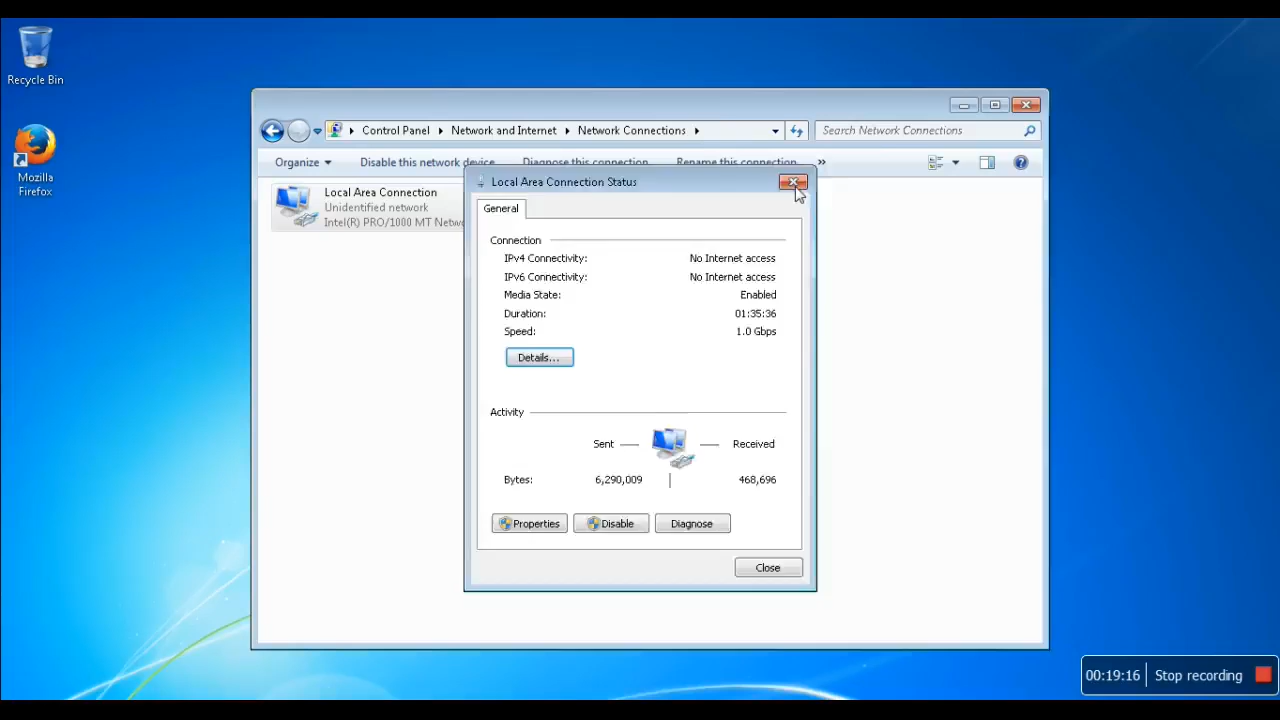 Recycle Bin
Mozilla
Firefox
Control Panel
Network and Internet
Network Connections
Search Network Connections
Organize
Disable this network device
Diagnose this connection
Rename this connection
»
Local Area Connection
Unidentified network
Intel(R) PRO/1000 MT
Local Area Connection Status
General
Connection
IPv4 Connectivity: No Internet access
IPv6 Connectivity: No Internet access
Media State: Enabled
Duration: 01:35:36
Speed: 1.0 Gbps
Details...
Activity
Sent
Received
Bytes: 6,290,009 468,696
Properties
Disable
Diagnose
Close
00:19:16 Stop recording